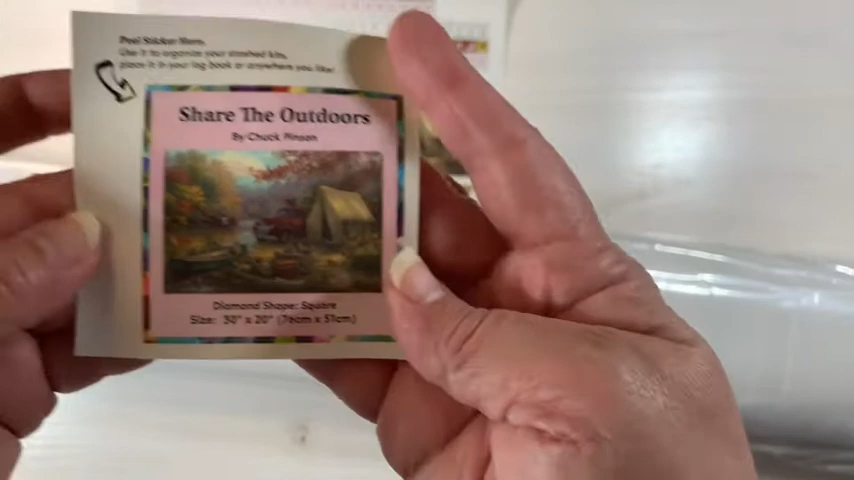 Peel Sticker Here.
Use it to organize your stashed kits,
place it in your log book or anywhere you like!
Share The Outdoors
By Chuck Pinson
Diamond Shape: Square
Size: 30" x 20" (76cm x 51cm)